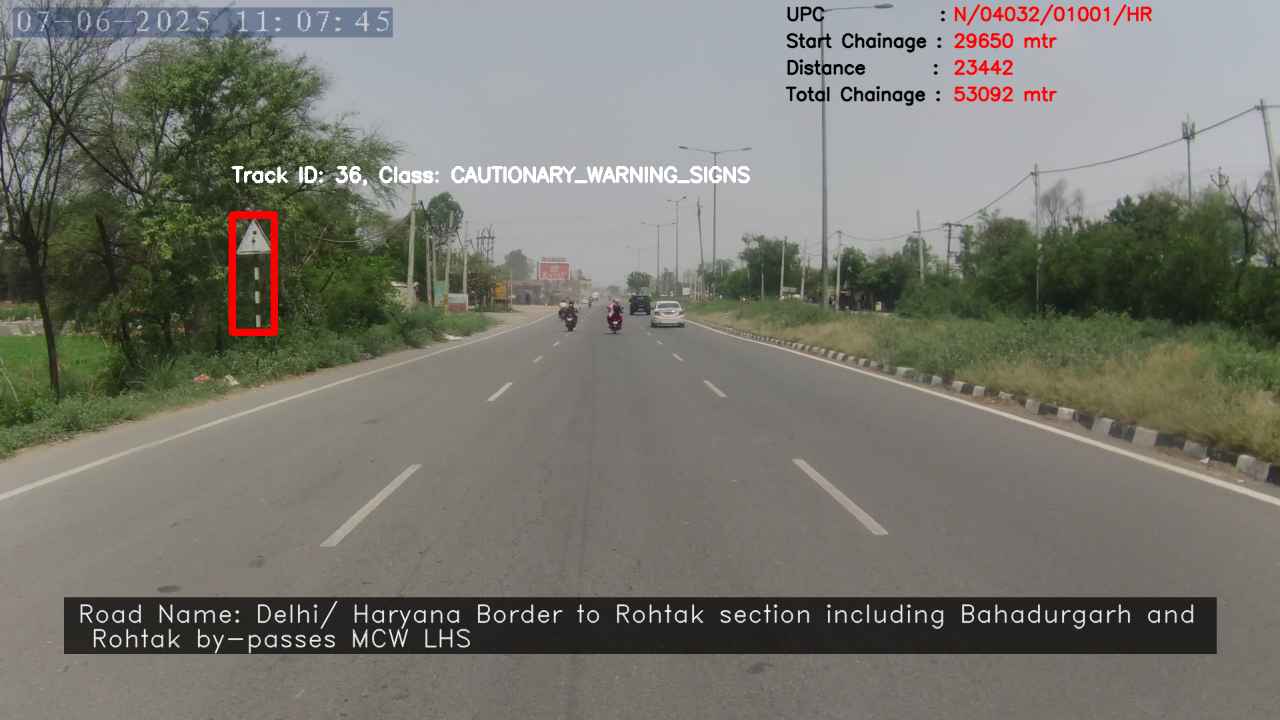 07-06-2025 11:07:45
UPC : N/04032/01001/HR
Start Chainage : 29650 mtr
Distance : 23442
Total Chainage : 53092 mtr
Track ID: 36, Class: CAUTIONARY_WARNING_SIGNS
Road Name: Delhi/ Haryana Border to Rohtak section including Bahadurgarh and
Rohtak by-passes MCW LHS